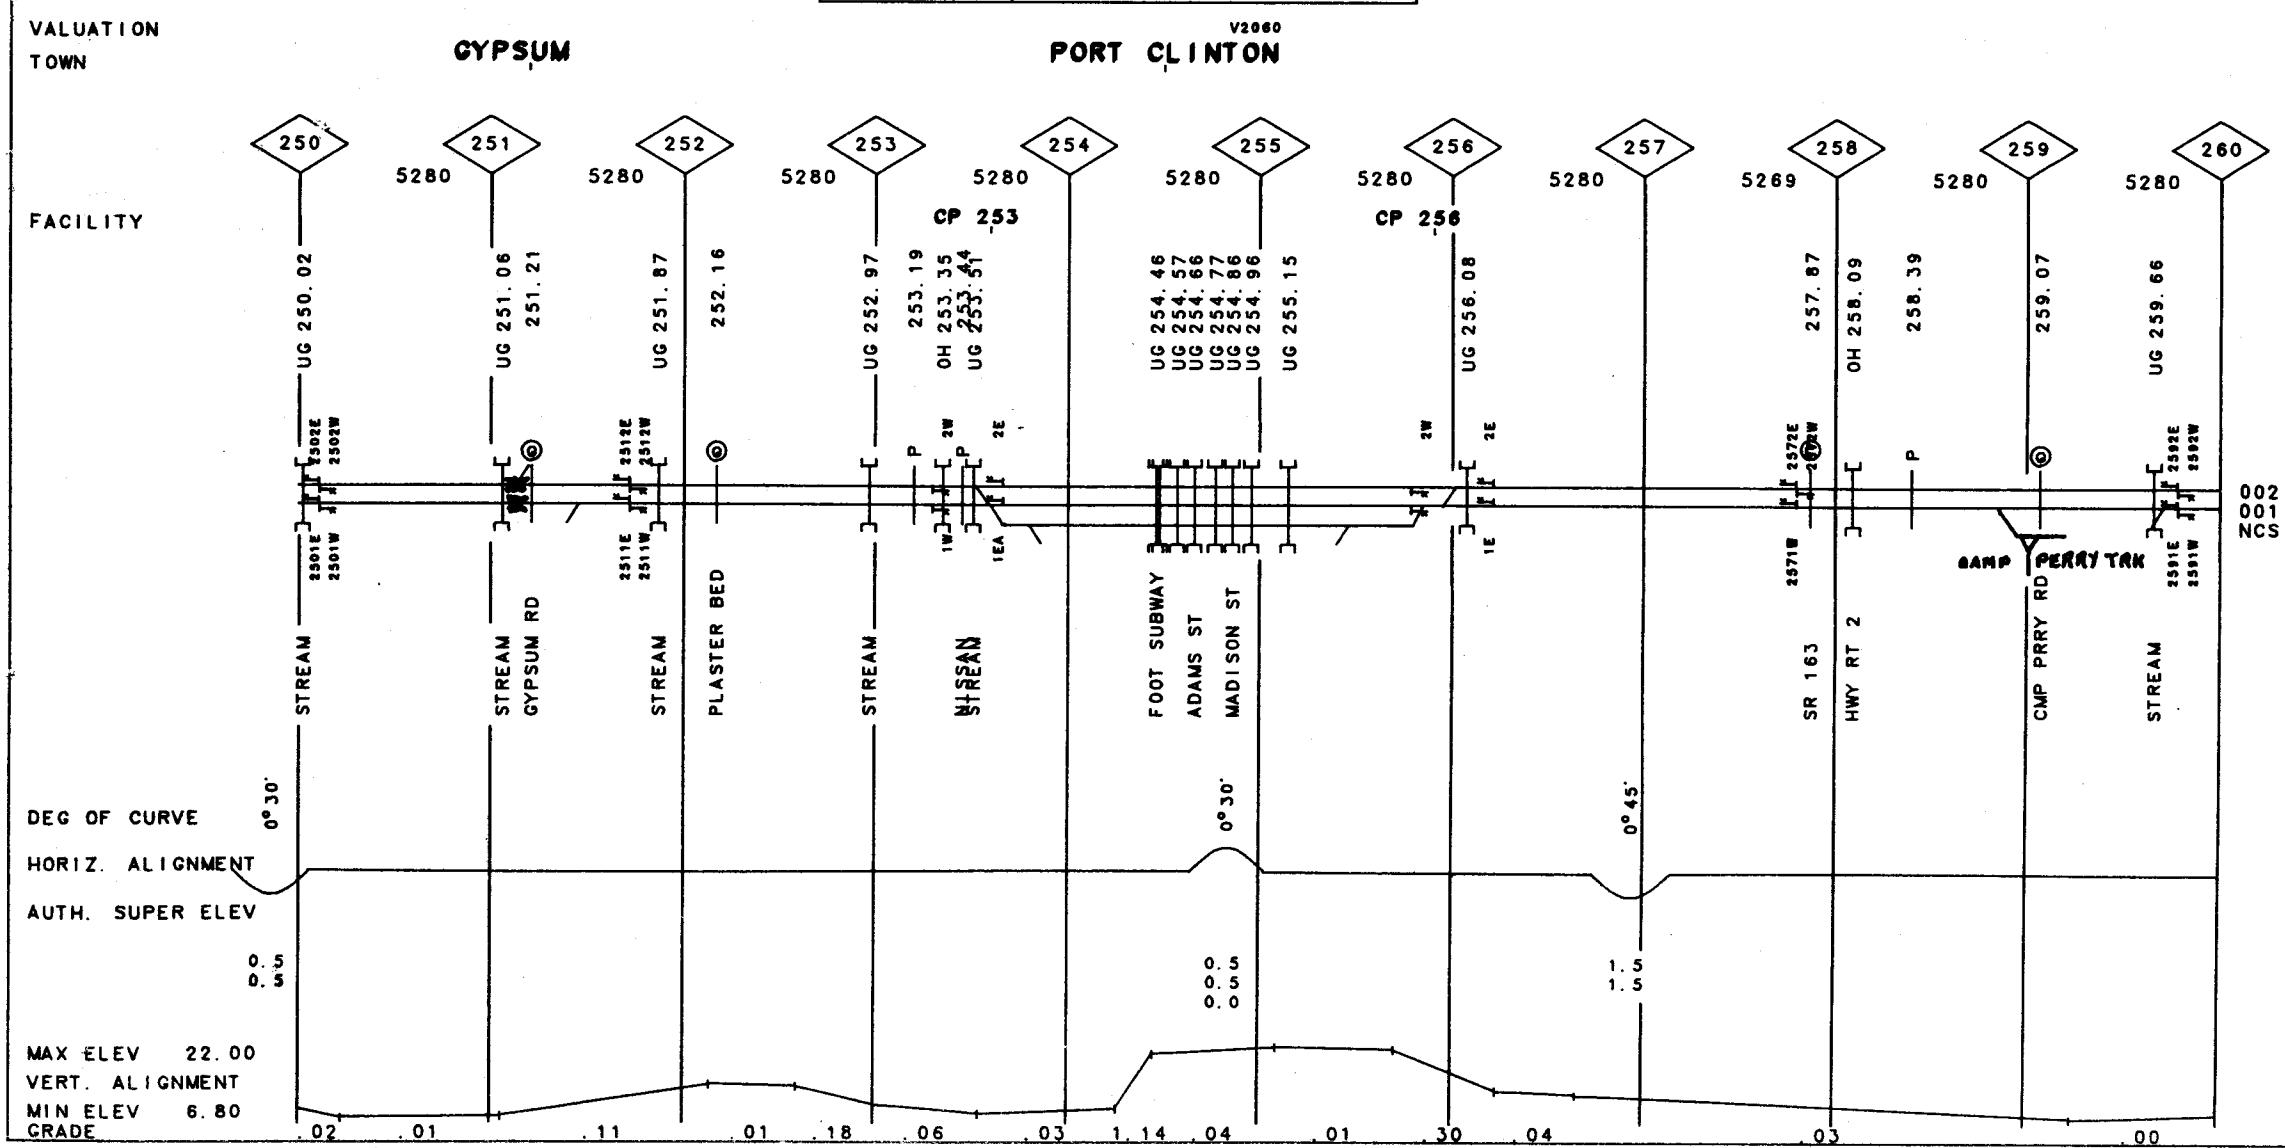 VALUATION
V2060
TOWN
GYPSUM
PORT CLINTON
250 251 252 253 254 255 256 257 258 259 260
5280 5280 5280 5280 5280 5280 5280 5269 5280 5280
FACILITY
CP 253
CP 256
UG 250.02
UG 251.06
251.21
UG 251.87
252.16
UG 252.97
253.19
OH 253.35
253.44
UG 253.51
UG 254.46
UG 254.57
UG 254.66
UG 254.77
UG 254.86
UG 254.96
UG 255.15
UG 256.08
257.87
OH 258.09
258.39
259.07
UG 259.66
2502E
2502W
2512E
2512W
P
2W
P
2E
2W
2E
2572E
P
2592E
2592W
002
001
NCS
2501E
2501W
2511E
2511W
1W
1EA
1E
2571W
2591E
2591W
PERRY TRK
STREAM
STREAM
GYPSUM RD
STREAM
PLASTER BED
STREAM
NISSAN
STREAM
FOOT SUBWAY
ADAMS ST
MADISON ST
SR 163
HWY RT 2
CMP PRRY RD
STREAM
DEG OF CURVE
0°30'
0°30'
0°45'
HORIZ. ALIGNMENT
AUTH. SUPER ELEV
0.5
0.5
0.5
0.5
0.0
1.5
1.5
MAX ELEV 22.00
VERT. ALIGNMENT
MIN ELEV 6.80
GRADE .02 .01 .11 .01 .18 .06 .03 1.14 .04 .01 .30 .04 .03 .00